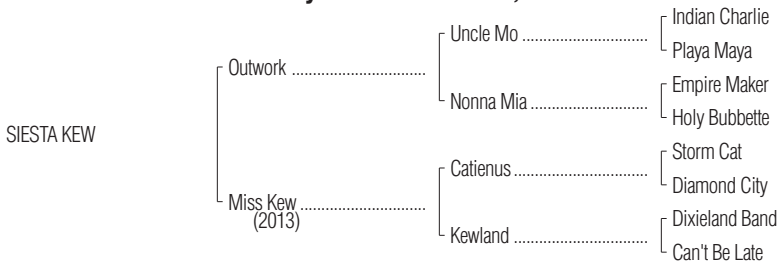 Indian Charlie
Uncle Mo ................................
Playa Maya
Outwork ..................................
Empire Maker
Nonna Mia .............................
Holy Bubbette
SIESTA KEW
Storm Cat
Catienus .................................
Diamond City
Miss Kew ................................
(2013)
Dixieland Band
Kewland .................................
Can't Be Late